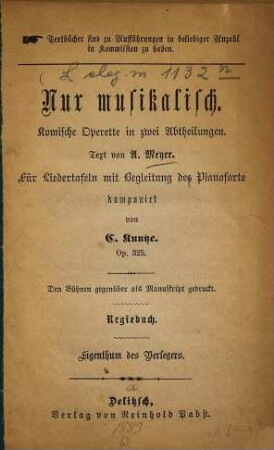 Textbücher sind zu Aufführungen in beliebiger Anzahl
in Kommission zu haben.
(L eleg. m 1132 n
Nur musikalisch.
Komische Operette in zwei Abtheilungen.
Text von A. Meyer.
Für Liedertafeln mit Begleitung des Pianoforte
komponirt
von
C. Kuntze.
Op. 325.
Den Bühnen gegenüber als Manuskript gedruckt.
Regiebuch.
Eigenthum des Verlegers.
Delitzsch,
Verlag von Reinhold Pabst.